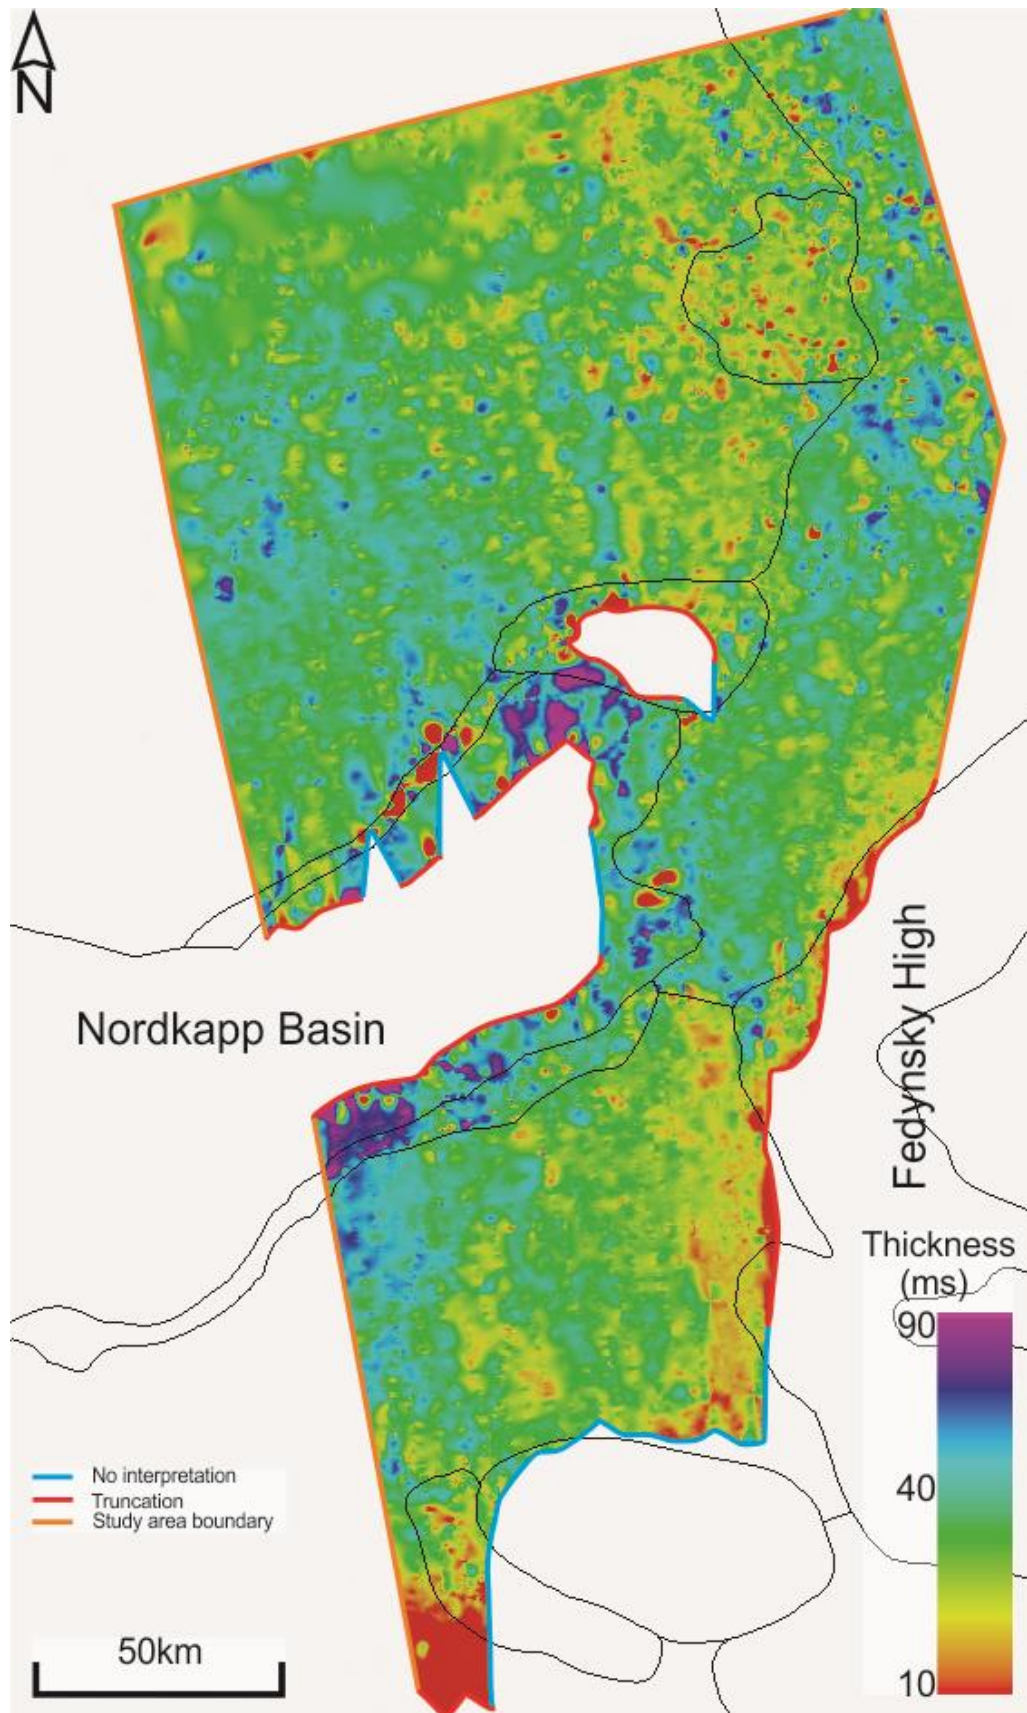 N
Nordkapp Basin
Fedynsky High
Thickness
(ms)
90
40
10
No interpretation
Truncation
Study area boundary
50km